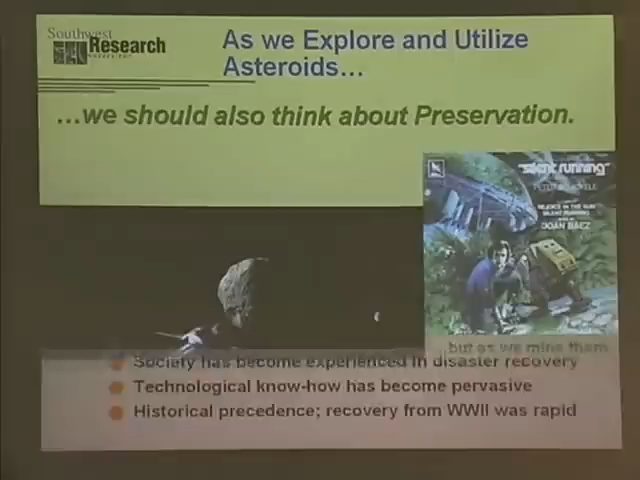 Southwest
Research
As we Explore and Utilize
Asteroids…
…we should also think about Preservation.
"silent running"
JOAN BAEZ
but as we mine them
Society has become experienced in disaster recovery
Technological know-how has become pervasive
Historical precedence; recovery from WWII was rapid